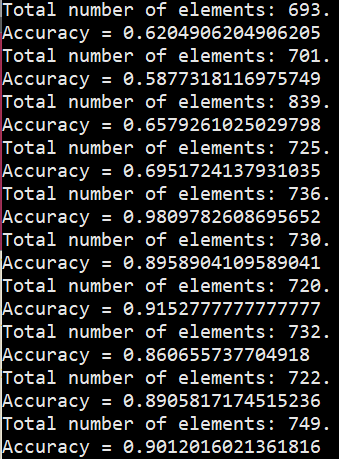 Total number of elements: 693.
Accuracy = 0.6204906204906205
Total number of elements: 701.
Accuracy = 0.5877318116975749
Total number of elements: 839.
Accuracy = 0.6579261025029798
Total number of elements: 725.
Accuracy = 0.6951724137931035
Total number of elements: 736.
Accuracy = 0.9809782608695652
Total number of elements: 730.
Accuracy = 0.8958904109589041
Total number of elements: 720.
Accuracy = 0.9152777777777777
Total number of elements: 732.
Accuracy = 0.860655737704918
Total number of elements: 722.
Accuracy = 0.8905817174515236
Total number of elements: 749.
Accuracy = 0.9012016021361816